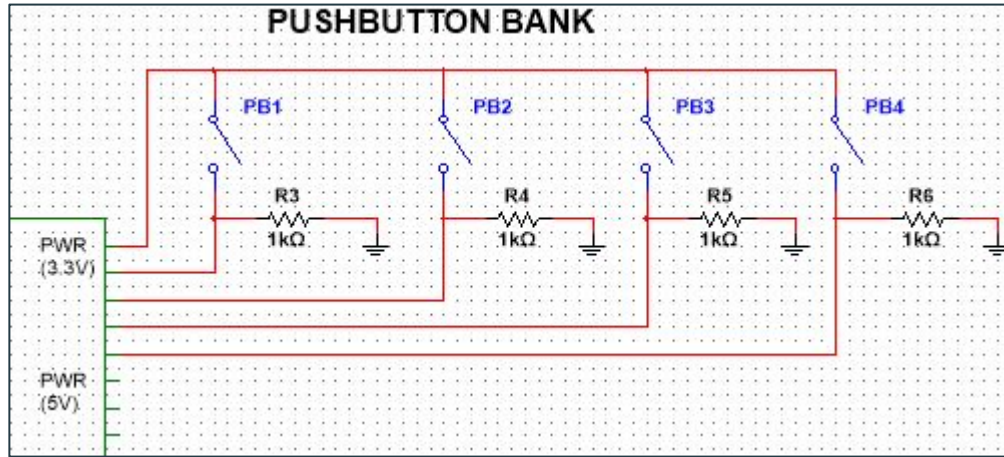 PUSHBUTTON BANK
PB1
PB2
PB3
PB4
R3
1kΩ
R4
1kΩ
R5
1kΩ
R6
1kΩ
PWR
(3.3V)
PWR
(5V)